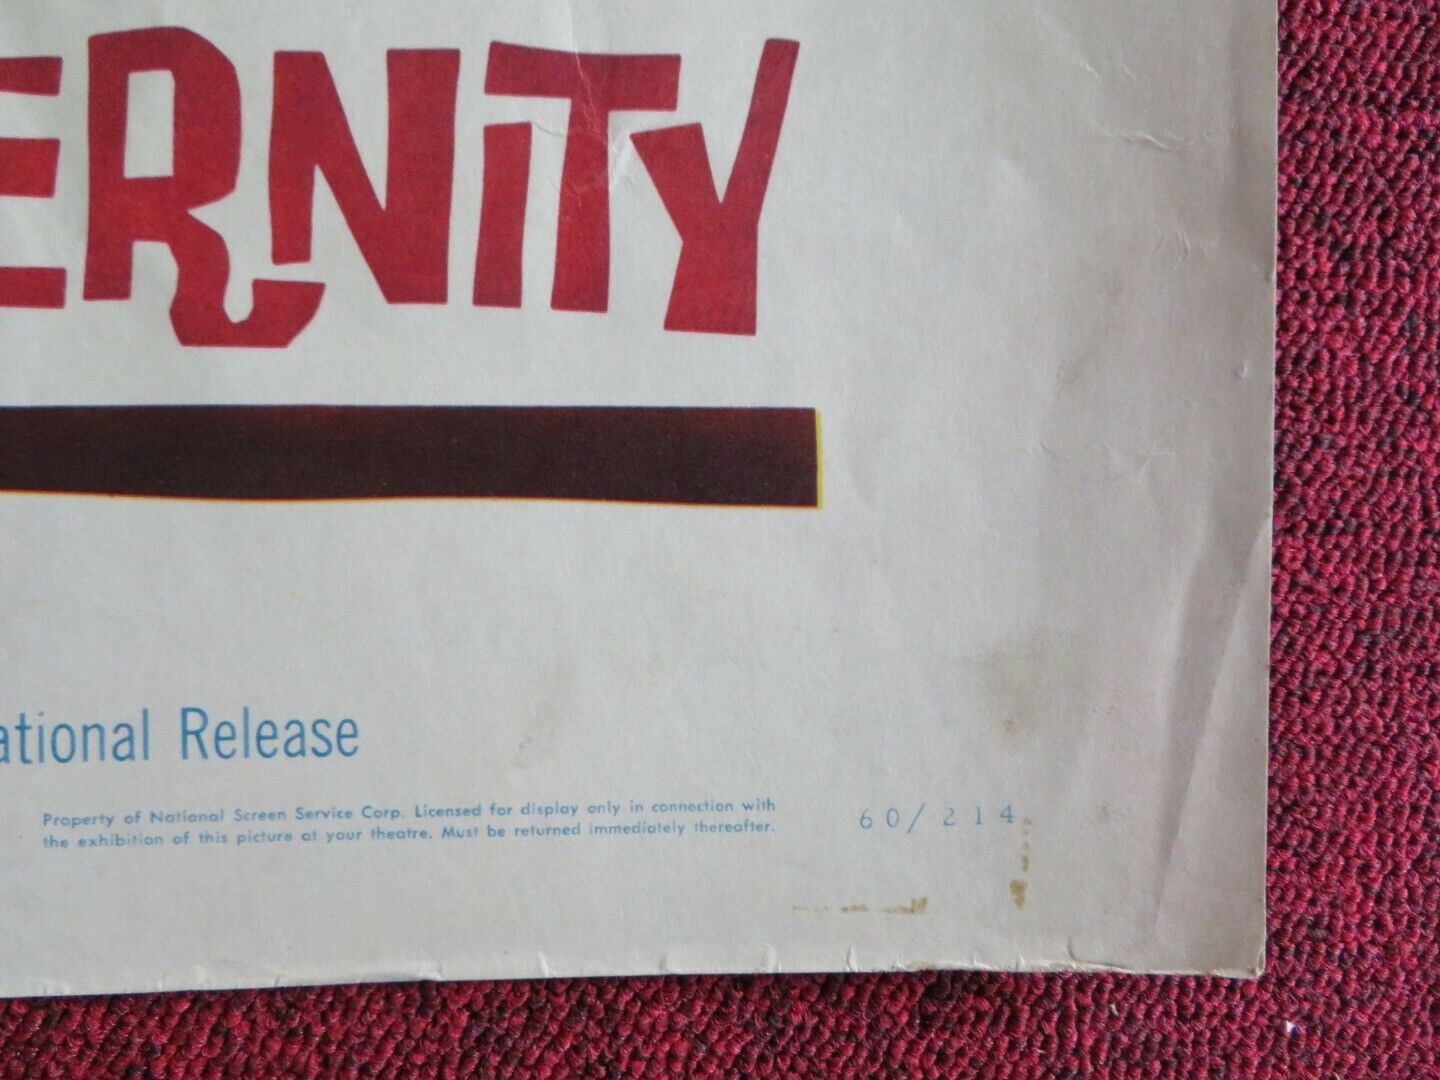 ERNiTY
ational Release
Property of National Screen Service Corp. Licensed for display only in connection with
the exhibition of this picture at your theatre. Must be returned immediately thereafter.
60/214